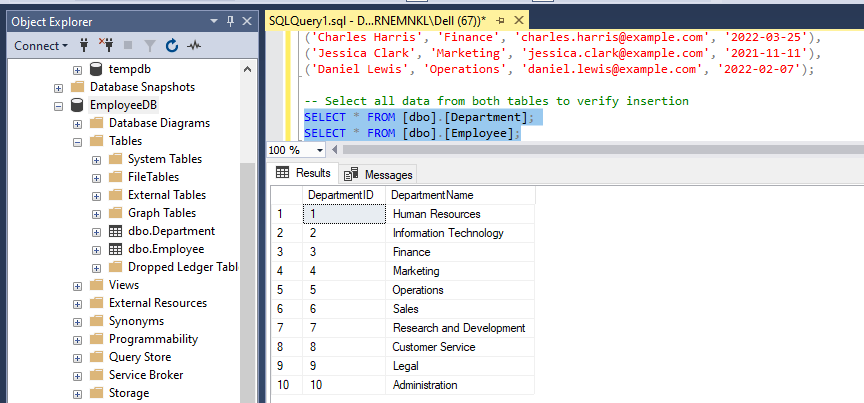 Object Explorer
Connect
tempdb
Database Snapshots
EmployeeDB
Database Diagrams
Tables
System Tables
FileTables
External Tables
Graph Tables
dbo.Department
dbo.Employee
Dropped Ledger Tabl
Views
External Resources
Synonyms
Programmability
Query Store
Service Broker
Storage
SQLQuery1.sql - D...RNEMNKL\Dell (67))*
('Charles Harris', 'Finance', 'charles.harris@example.com', '2022-03-25'),
('Jessica Clark', 'Marketing', 'jessica.clark@example.com', '2021-11-11'),
('Daniel Lewis', 'Operations', 'daniel.lewis@example.com', '2022-02-07');
-- Select all data from both tables to verify insertion
SELECT * FROM [dbo].[Department];
SELECT * FROM [dbo].[Employee];
100 %
Results Messages
DepartmentID DepartmentName
1 1 Human Resources
2 2 Information Technology
3 3 Finance
4 4 Marketing
5 5 Operations
6 6 Sales
7 7 Research and Development
8 8 Customer Service
9 9 Legal
10 10 Administration